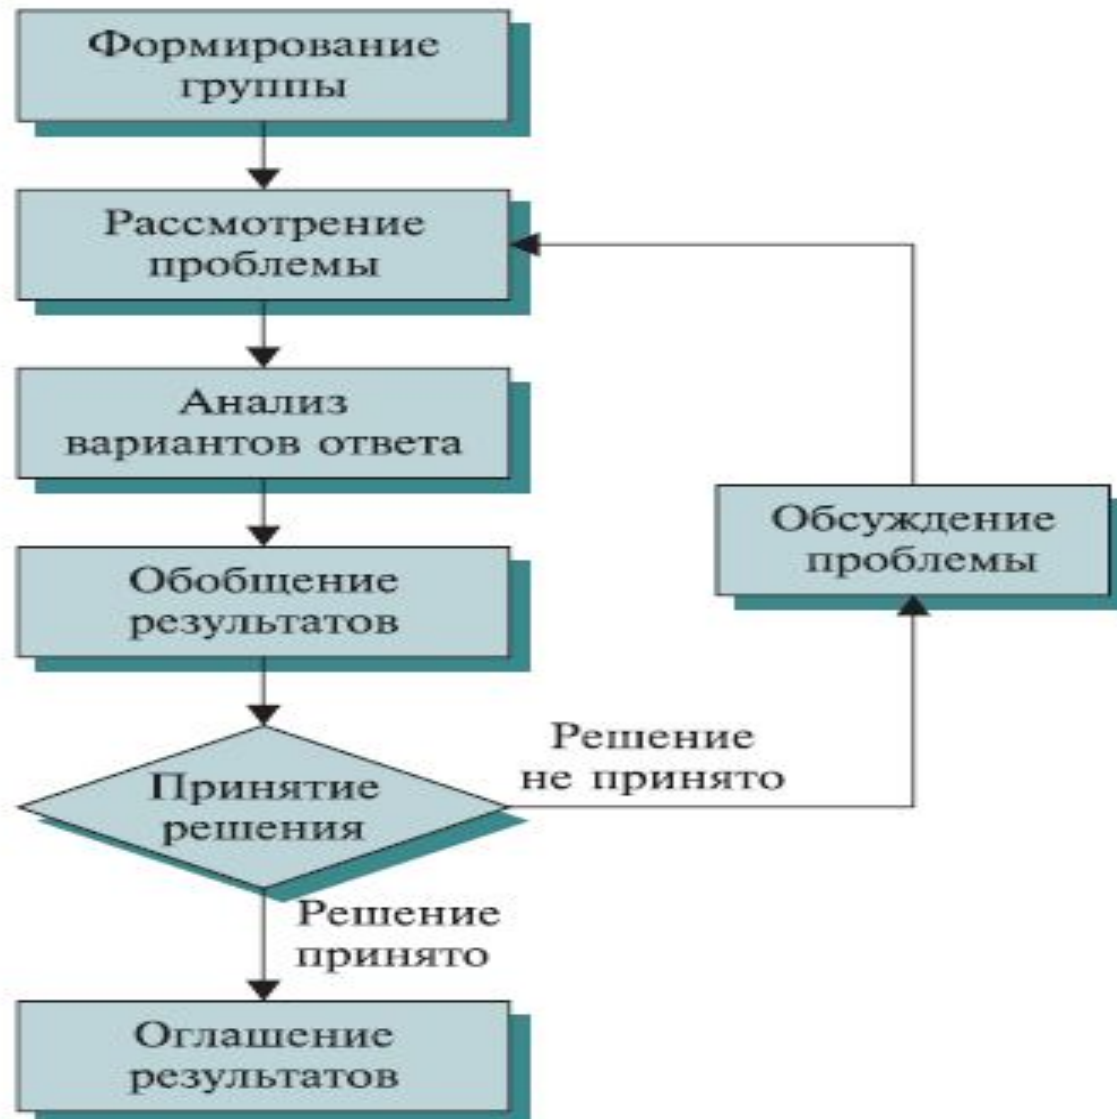 Формирование
группы
Рассмотрение
проблемы
Анализ
вариантов ответа
Обсуждение
проблемы
Обобщение
результатов
Решение
не принято
Принятие
решения
Решение
принято
Оглашение
результатов